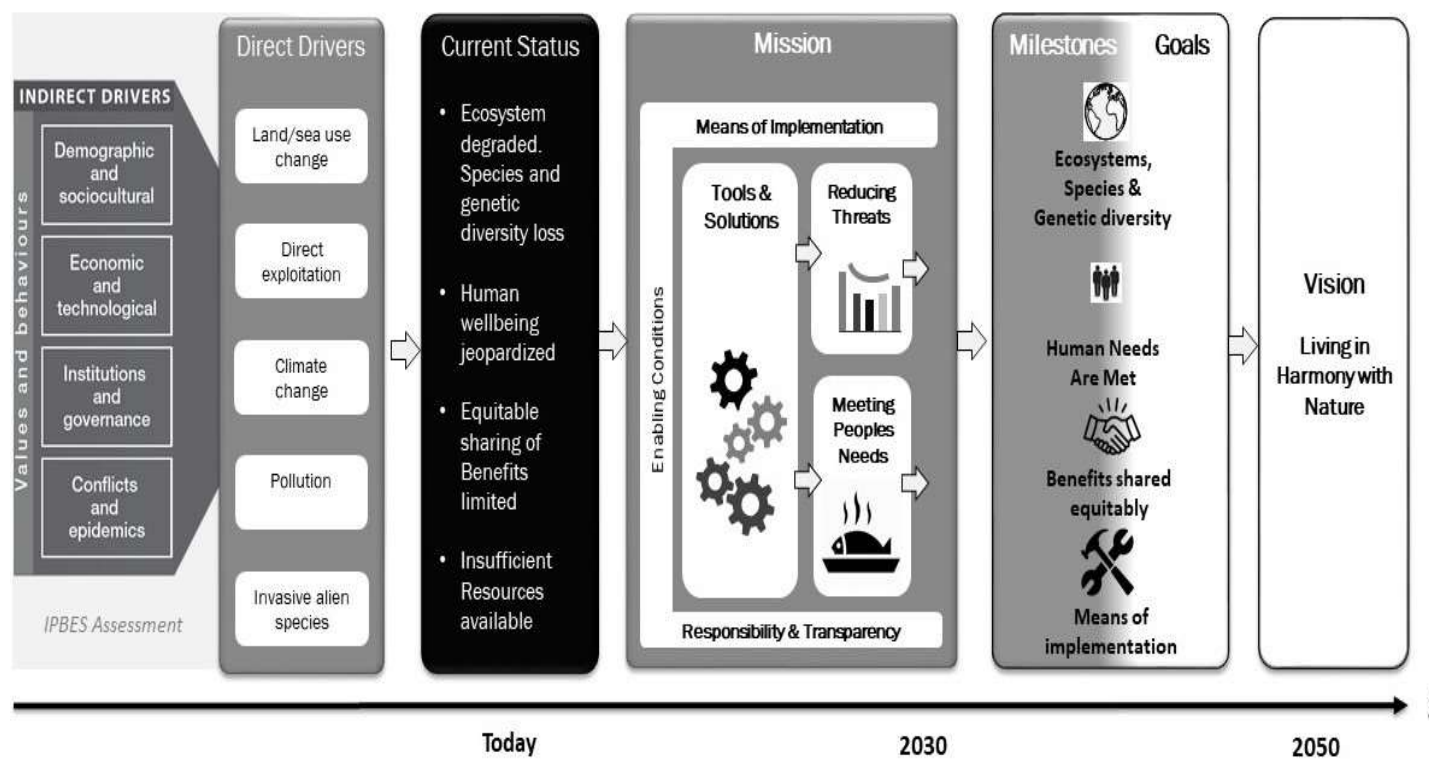 INDIRECT DRIVERS
Values and behaviours
Demographic
and
sociocultural
Economic
and
technological
Institutions
and
governance
Conflicts
and
epidemics
IPBES Assessment
Direct Drivers
Land/sea use
change
Direct
exploitation
Climate
change
Pollution
Invasive alien
species
Current Status
• Ecosystem
degraded.
Species and
genetic
diversity loss
• Human
wellbeing
jeopardized
• Equitable
sharing of
Benefits
limited
• Insufficient
Resources
available
Mission
Means of Implementation
Enabling Conditions
Tools &
Solutions
Reducing
Threats
Meeting
Peoples
Needs
Responsibility & Transparency
Milestones Goals
Ecosystems,
Species &
Genetic diversity
Human Needs
Are Met
Benefits shared
equitably
Means of
implementation
Vision
Living in
Harmony with
Nature
Today
2030
2050